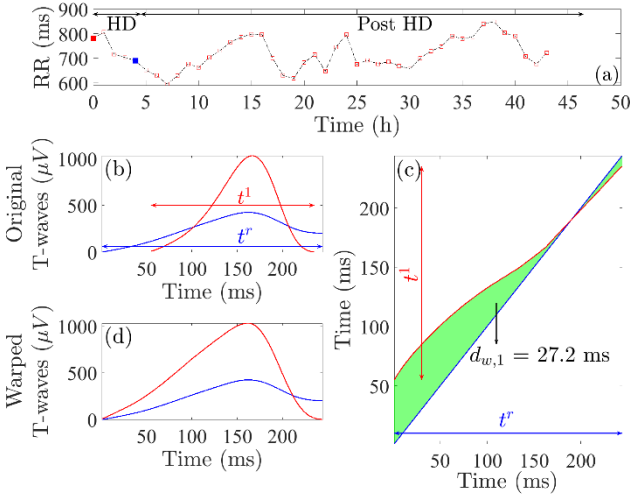 HD
Post HD
RR (ms)
900
800
700
600
0
5
10
15
20
25
30
35
40
45
50
(a)
Time (h)
(b)
Original
T-waves (μV)
1000
500
0
t¹
tʳ
50
100
150
200
Time (ms)
(d)
Warped
T-waves (μV)
1000
500
0
50
100
150
200
Time (ms)
(c)
Time (ms)
200
150
100
50
t¹
d_{w,1} = 27.2 ms
tʳ
50
100
150
200
Time (ms)